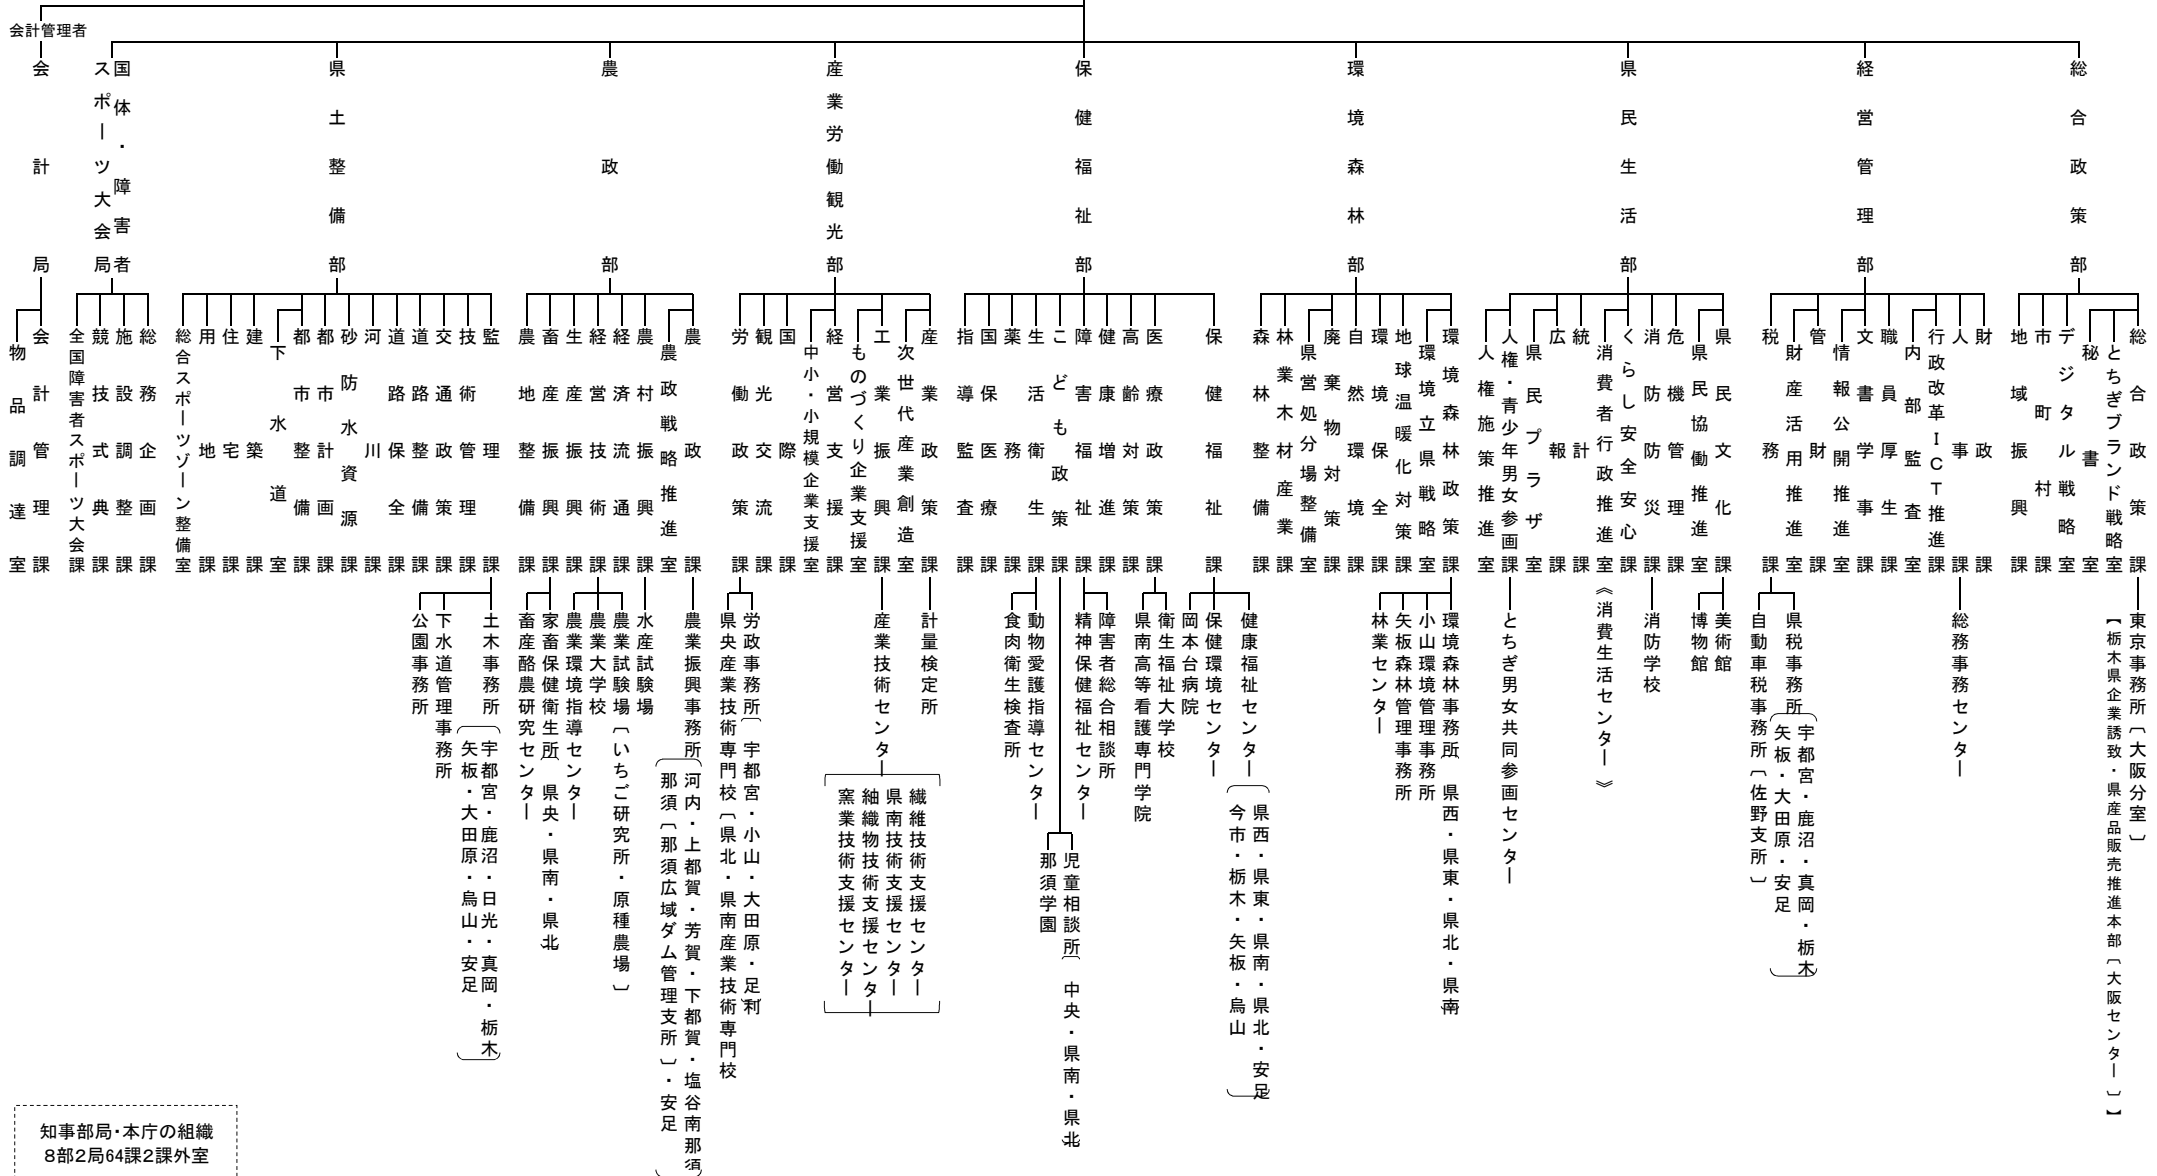 会計管理者
総合政策部
経営管理部
県民生活部
環境森林部
保健福祉部
産業労働観光部
農政部
県土整備部
国体・障害者
スポーツ大会局
会計局
総合政策課
とちぎブランド戦略室
秘書室
デジタル戦略室
市町村課
地域振興課
財政課
人事課
行政改革ICT推進課
内部監査室
職員厚生課
文書学事課
情報公開推進室
管財課
財産活用推進室
税務課
県民文化課
県民協働推進室
危機管理課
消防防災課
くらし安全安心課
消費者行政推進室
統計課
広報課
県民プラザ室
人権・青少年男女参画課
人権施策推進室
環境森林政策課
環境立県戦略室
地球温暖化対策課
環境保全課
自然環境課
廃棄物対策課
県営処分場整備室
林業木材産業課
森林整備課
保健福祉課
医療政策課
高齢対策課
健康増進課
障害福祉課
こども政策課
生活衛生課
薬務課
国保医療課
指導監査課
産業政策課
次世代産業創造室
工業振興課
ものづくり企業支援室
経営支援課
中小・小規模企業支援室
国際課
観光交流課
労働政策課
農政課
農政戦略推進室
農村振興課
経済流通課
経営技術課
生産振興課
畜産振興課
農地整備課
監理課
技術管理課
交通政策課
道路整備課
道路保全課
河川課
砂防水資源課
都市計画課
都市整備課
下水道室
建築課
住宅課
用地課
総合スポーツゾーン整備室
総務企画課
施設調整課
競技式典課
全国障害者スポーツ大会課
会計管理課
物品調達室
東京事務所〔大阪分室〕
【栃木県企業誘致・県産品販売推進本部〔大阪センター〕】
総務事務センター
県税事務所
宇都宮・鹿沼・真岡・栃木
矢板・大田原・安足
自動車税事務所〔佐野支所〕
美術館
博物館
消防学校
《消費生活センター》
とちぎ男女共同参画センター
環境森林事務所〔県西・県東・県北・県南〕
小山環境管理事務所
矢板森林管理事務所
林業センター
健康福祉センター
県西・県東・県南・県北・安足
今市・栃木・矢板・烏山
保健環境センター
岡本台病院
衛生福祉大学校
県南高等看護専門学院
障害者総合相談所
精神保健福祉センター
児童相談所〔中央・県南・県北〕
那須学園
動物愛護指導センター
食肉衛生検査所
計量検定所
産業技術センター
繊維技術支援センター
県南技術支援センター
紬織物技術支援センター
窯業技術支援センター
労政事務所〔宇都宮・小山・大田原・足利〕
県央産業技術専門校〔県北・県南産業技術専門校〕
農業振興事務所
河内・上都賀・芳賀・下都賀・塩谷南那須
那須〔那須広域ダム管理支所〕・安足
水産試験場
農業試験場〔いちご研究所・原種農場〕
農業大学校
農業環境指導センター
家畜保健衛生所〔県央・県南・県北〕
畜産酪農研究センター
土木事務所
宇都宮・鹿沼・日光・真岡・栃木
矢板・大田原・烏山・安足
下水道管理事務所
公園事務所
知事部局・本庁の組織
8部2局64課2課外室